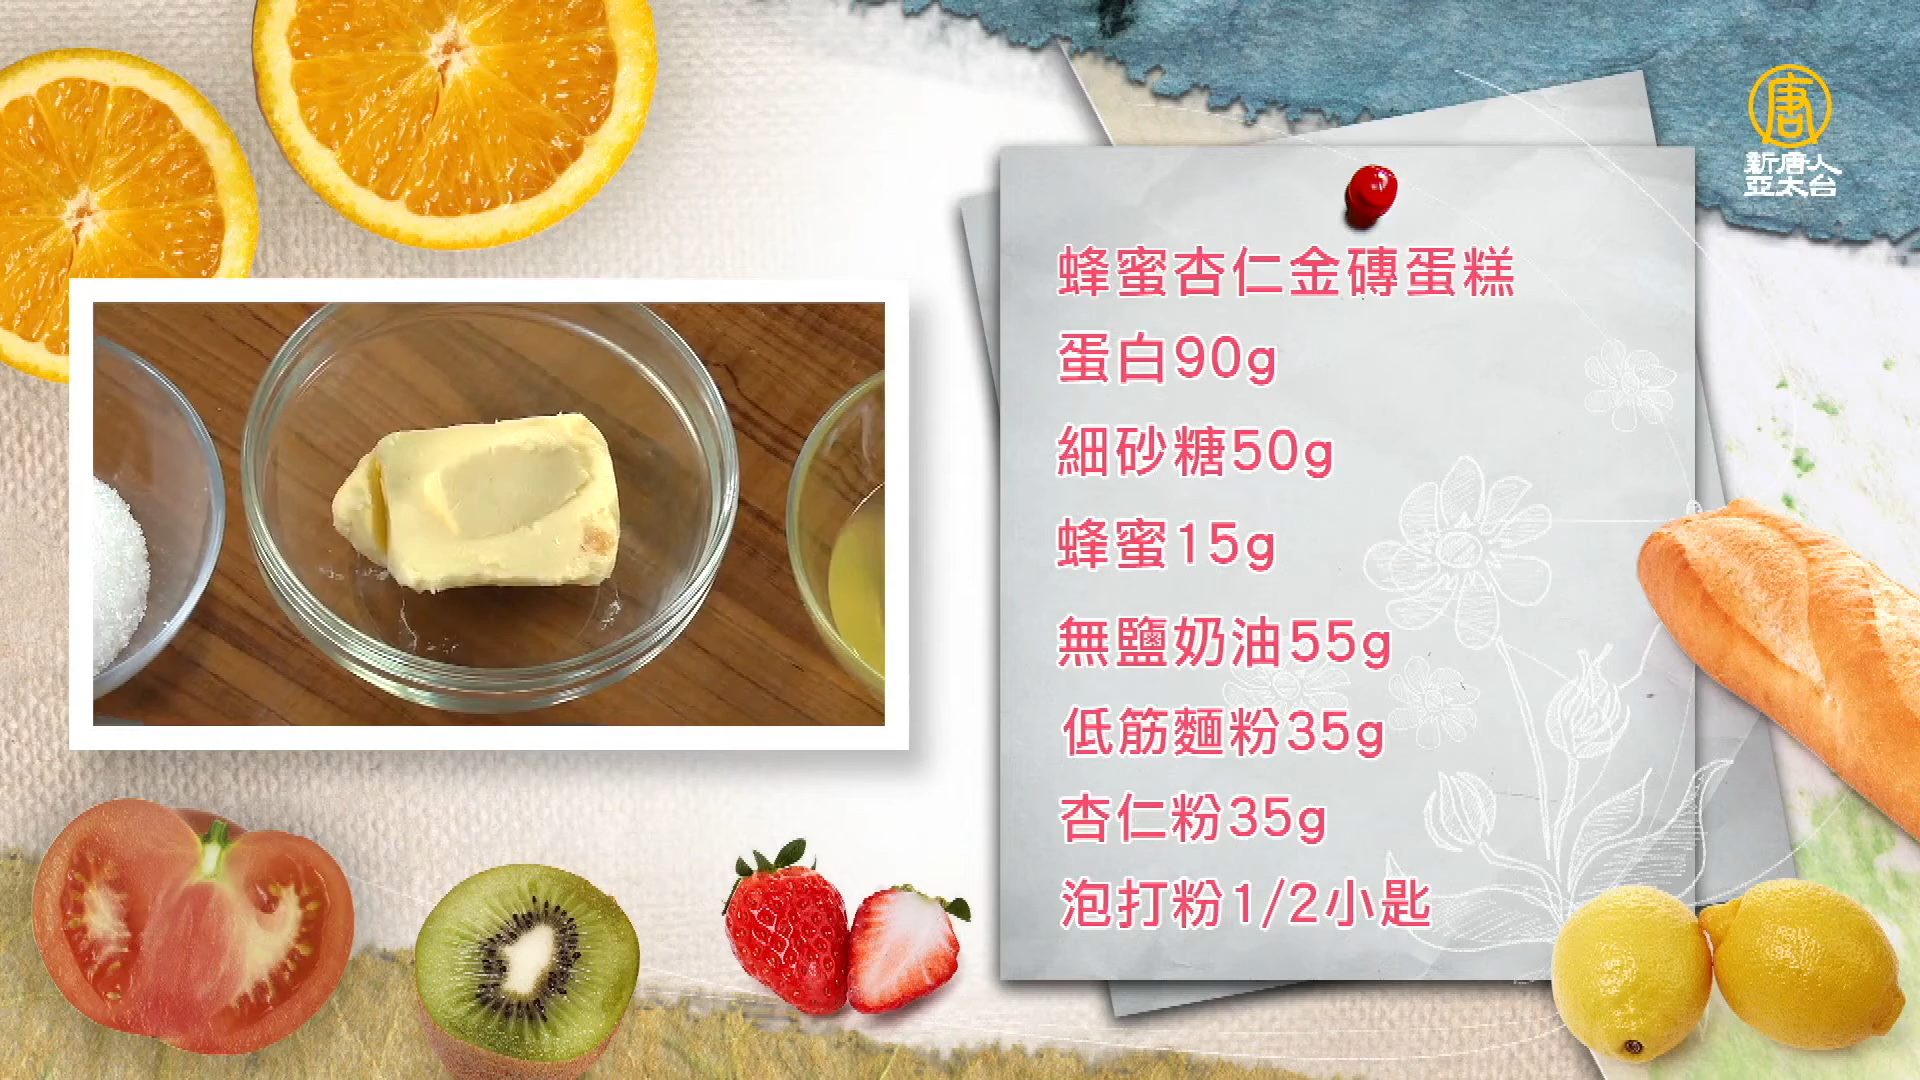 唐
新唐人
亞太台
蜂蜜杏仁金磚蛋糕
蛋白90g
細砂糖50g
蜂蜜15g
無鹽奶油55g
低筋麵粉35g
杏仁粉35g
泡打粉1/2小匙